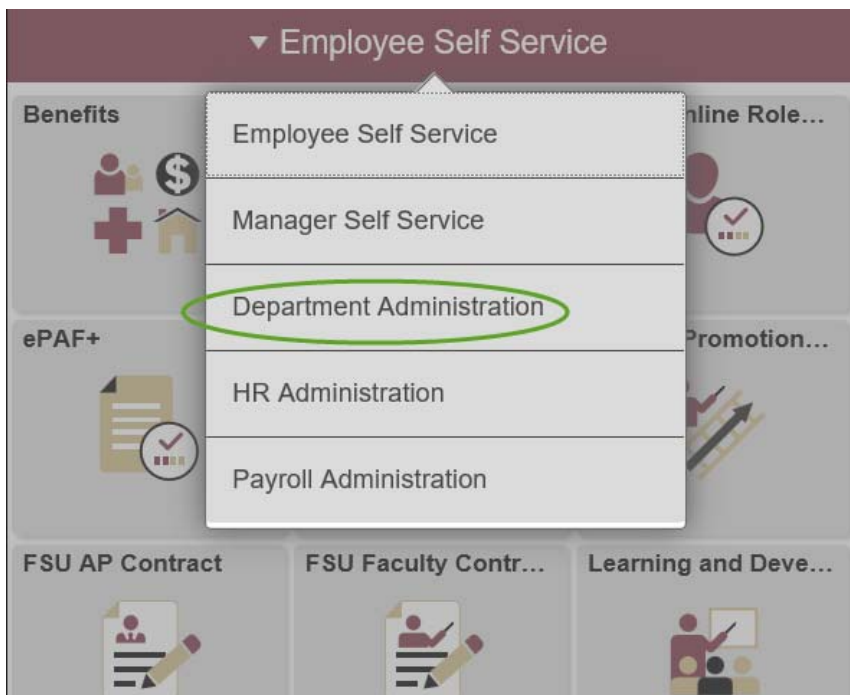 ▼ Employee Self Service
Benefits
nline Role...
Employee Self Service
Manager Self Service
Department Administration
ePAF+
Promotion...
HR Administration
Payroll Administration
FSU AP Contract
FSU Faculty Contr...
Learning and Deve...